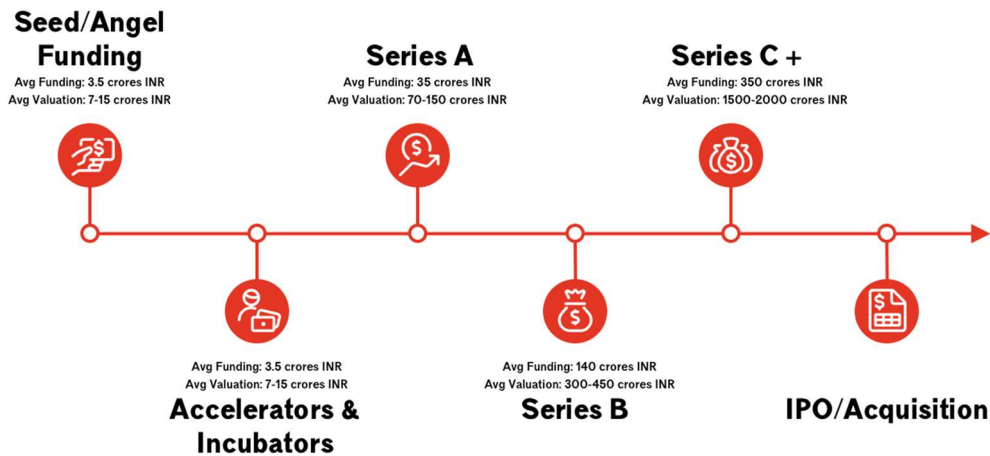 Seed/Angel
Funding
Avg Funding: 3.5 crores INR
Avg Valuation: 7-15 crores INR
Series A
Avg Funding: 35 crores INR
Avg Valuation: 70-150 crores INR
Series C +
Avg Funding: 350 crores INR
Avg Valuation: 1500-2000 crores INR
$
$
$
$
$
Avg Funding: 3.5 crores INR
Avg Valuation: 7-15 crores INR
Accelerators &
Incubators
Avg Funding: 140 crores INR
Avg Valuation: 300-450 crores INR
Series B
IPO/Acquisition